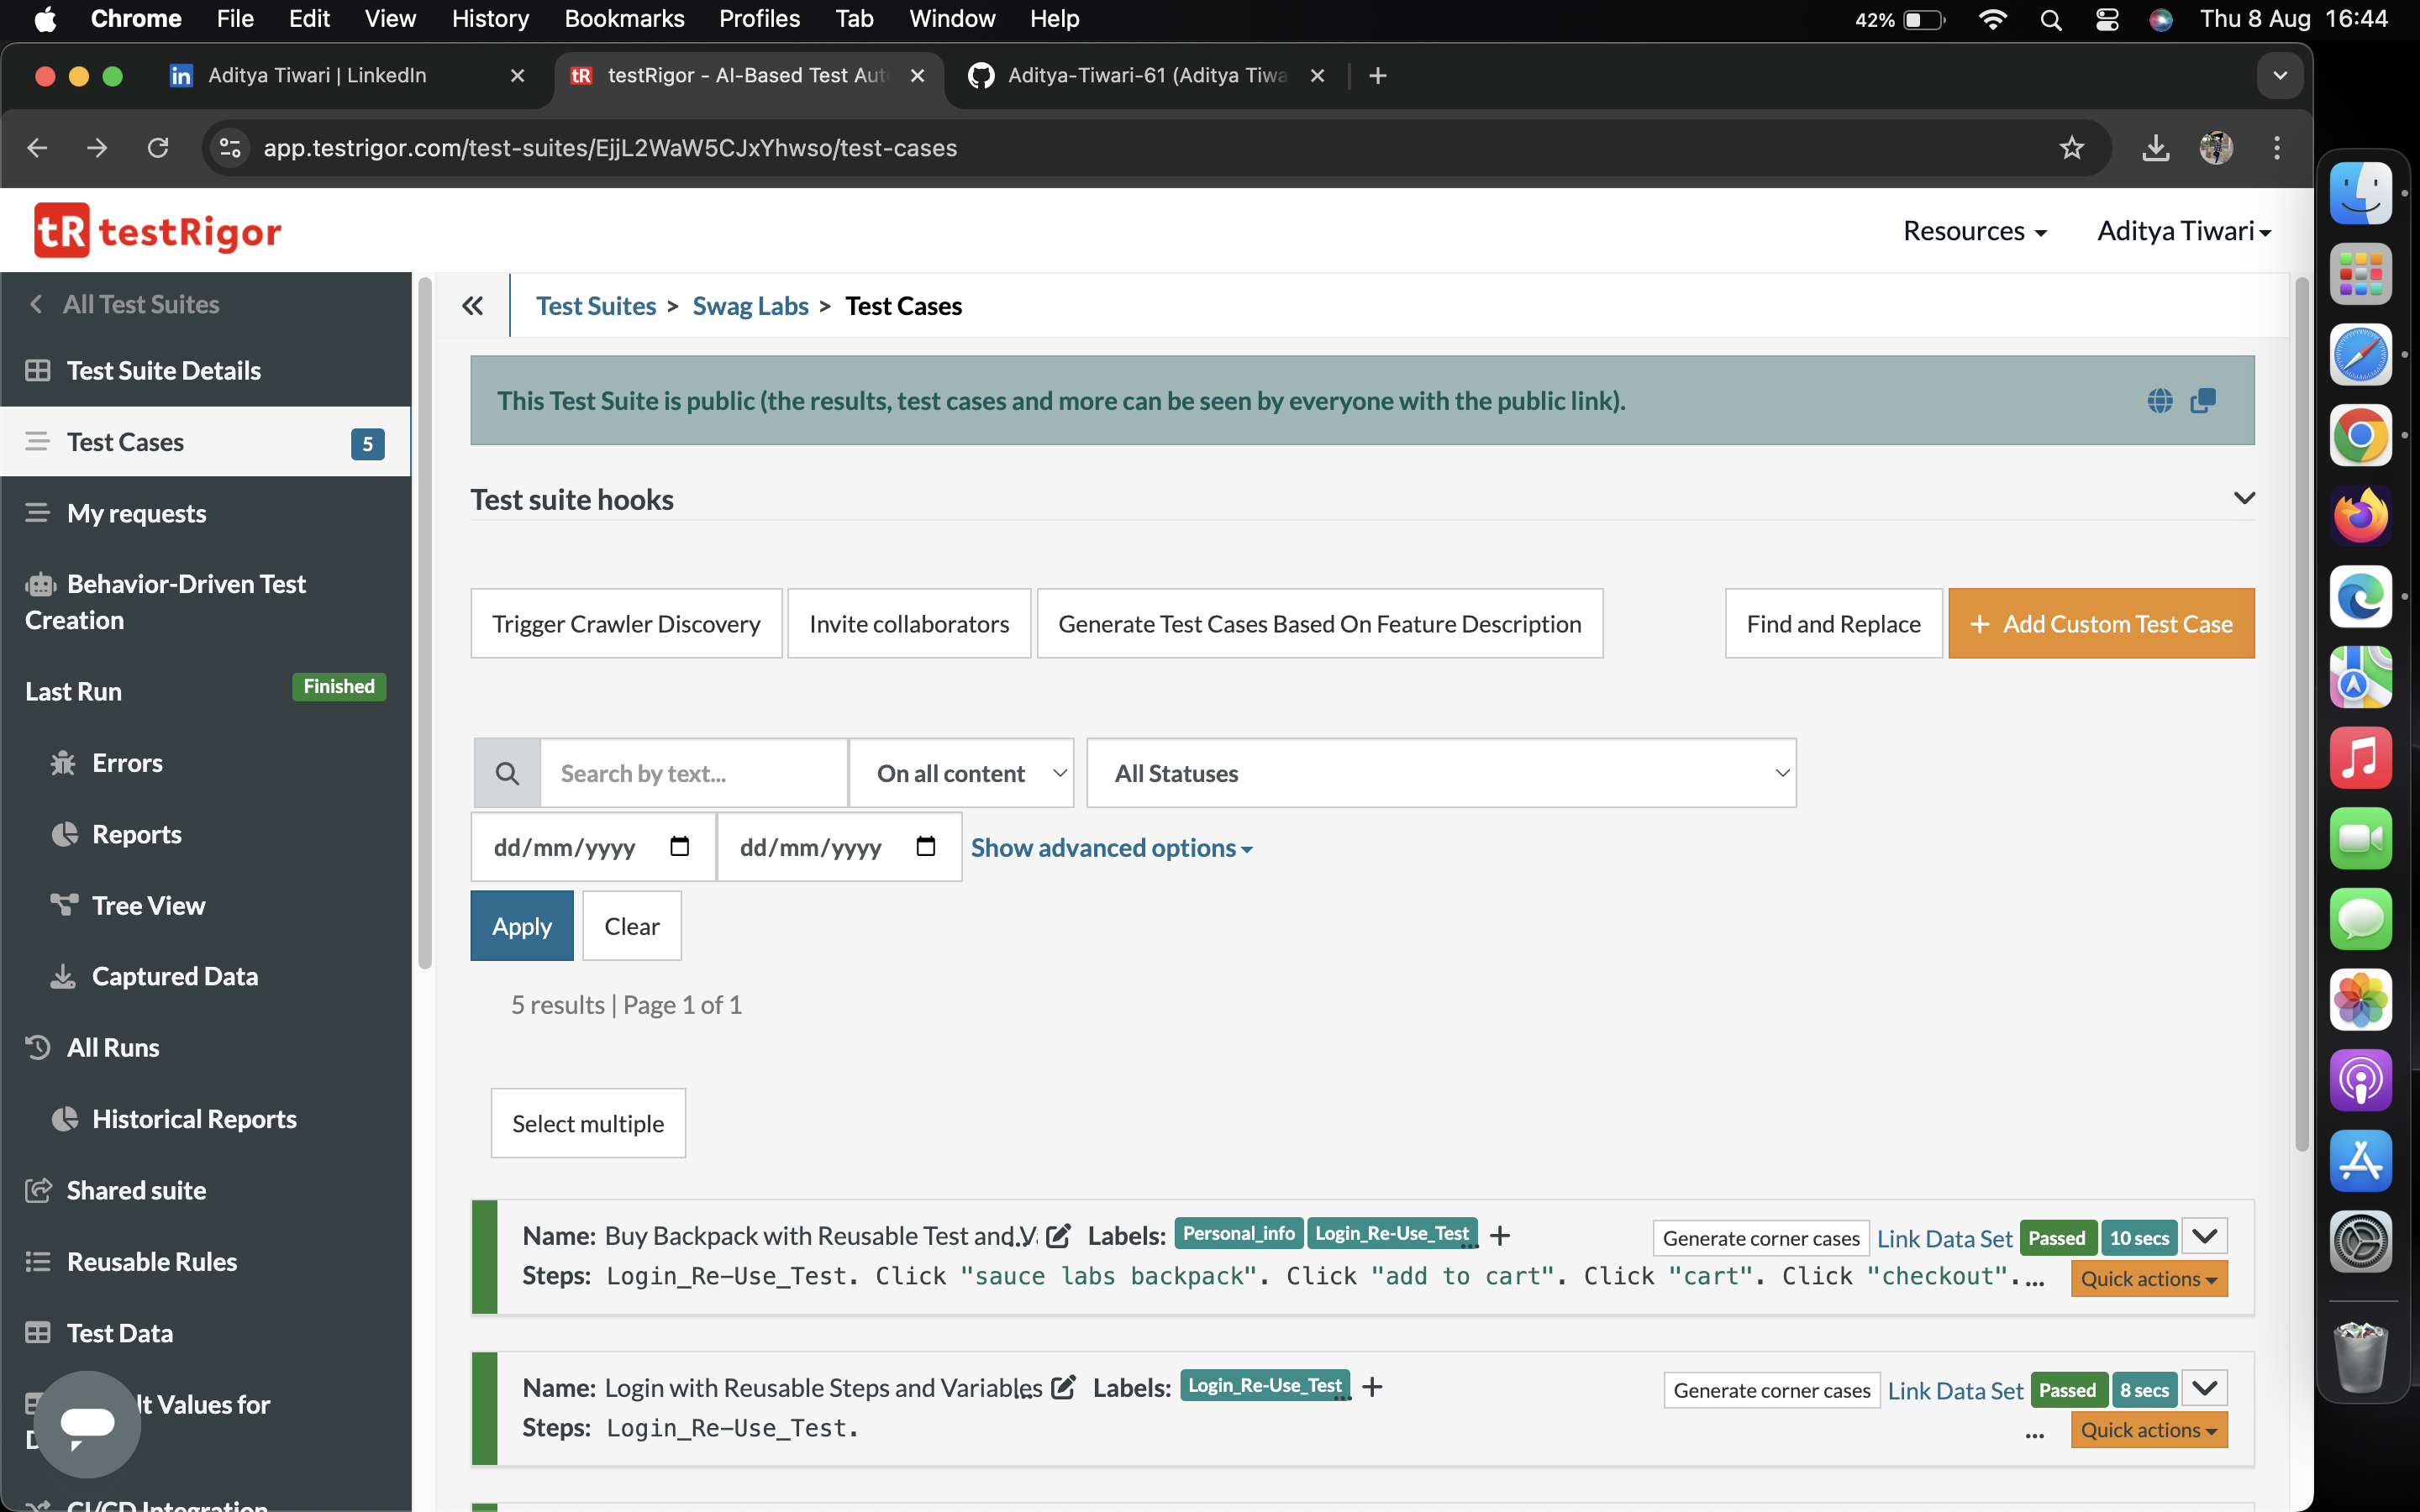 Chrome File Edit View History Bookmarks Profiles Tab Window Help 42% Thu 8 Aug 16:44
in Aditya Tiwari | LinkedIn tR testRigor - AI-Based Test Aut Aditya-Tiwari-61 (Aditya Tiwa
app.testrigor.com/test-suites/EjjL2WaW5CJxYhwso/test-cases
tR testRigor Resources Aditya Tiwari
All Test Suites
Test Suite Details
Test Cases 5
My requests
Behavior-Driven Test
Creation
Last Run Finished
Errors
Reports
Tree View
Captured Data
All Runs
Historical Reports
Shared suite
Reusable Rules
Test Data
lt Values for
CI/CD Integration
Test Suites > Swag Labs > Test Cases
This Test Suite is public (the results, test cases and more can be seen by everyone with the public link).
Test suite hooks
Trigger Crawler Discovery Invite collaborators Generate Test Cases Based On Feature Description Find and Replace + Add Custom Test Case
Search by text... On all content All Statuses
dd/mm/yyyy dd/mm/yyyy Show advanced options
Apply Clear
5 results | Page 1 of 1
Select multiple
Name: Buy Backpack with Reusable Test and V... Labels: Personal_info Login_Re-Use_Test... + Generate corner cases Link Data Set Passed 10 secs
Steps: Login_Re-Use_Test. Click "sauce labs backpack". Click "add to cart". Click "cart". Click "checkout".... Quick actions
Name: Login with Reusable Steps and Variables... Labels: Login_Re-Use_Test... + Generate corner cases Link Data Set Passed 8 secs
Steps: Login_Re-Use_Test. ... Quick actions